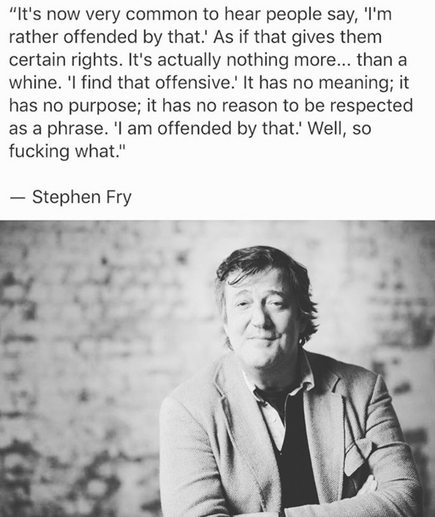 “It's now very common to hear people say, 'I'm
rather offended by that.' As if that gives them
certain rights. It's actually nothing more... than a
whine. 'I find that offensive.' It has no meaning; it
has no purpose; it has no reason to be respected
as a phrase. 'I am offended by that.' Well, so
fucking what."
— Stephen Fry